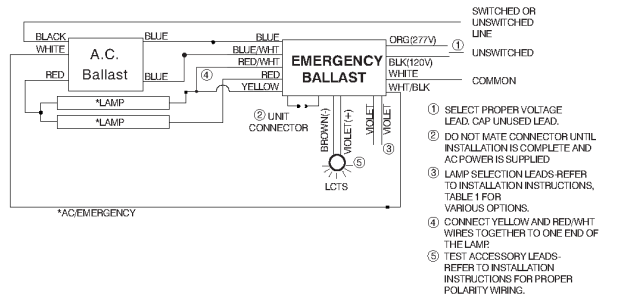 SWITCHED OR
UNSWITCHED
LINE
BLACK
BLUE
BLUE
ORG(277V)
①
WHITE
A.C.
Ballast
BLUE/WHT
EMERGENCY
BALLAST
UNSWITCHED
RED/WHT
BLK(120V)
④
RED
BLUE
RED
WHITE
COMMON
YELLOW
WHT/BLK
*LAMP
*LAMP
② UNIT
CONNECTOR
BROWN(-)
VIOLET(+)
VIOLET
VIOLET
③
⑤
LCTS
*AC/EMERGENCY
① SELECT PROPER VOLTAGE
LEAD. CAP UNUSED LEAD.
② DO NOT MATE CONNECTOR UNTIL
INSTALLATION IS COMPLETE AND
AC POWER IS SUPPLIED
③ LAMP SELECTION LEADS-REFER
TO INSTALLATION INSTRUCTIONS,
TABLE 1 FOR
VARIOUS OPTIONS.
④ CONNECT YELLOW AND RED/WHT
WIRES TOGETHER TO ONE END OF
THE LAMP.
⑤ TEST ACCESSORY LEADS-
REFER TO INSTALLATION
INSTRUCTIONS FOR PROPER
POLARITY WIRING.